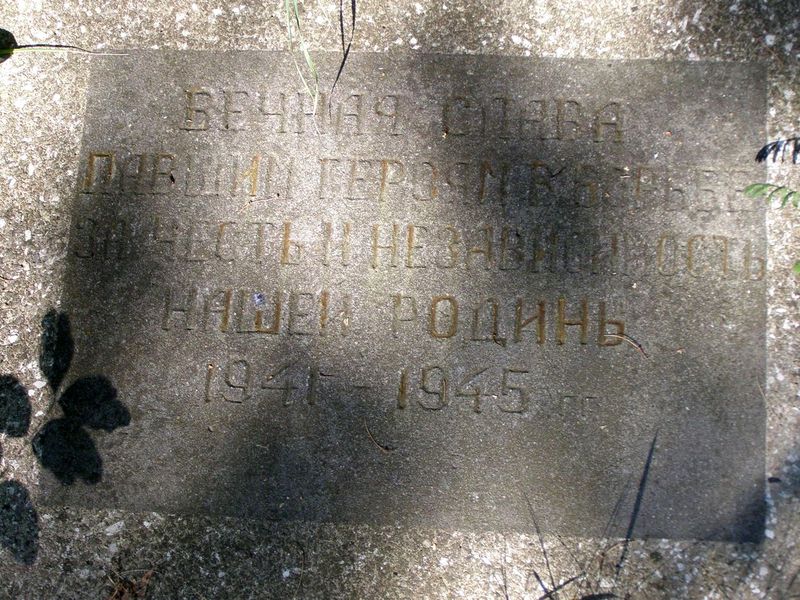 ВЕЧНАЯ СЛАВА
ПАВШИМ ГЕРОЯМ В БОРЬБЕ
ЗА ЧЕСТЬ И НЕЗАВИСИМОСТЬ
НАШЕЙ РОДИНЬ
1941 - 1945 гг